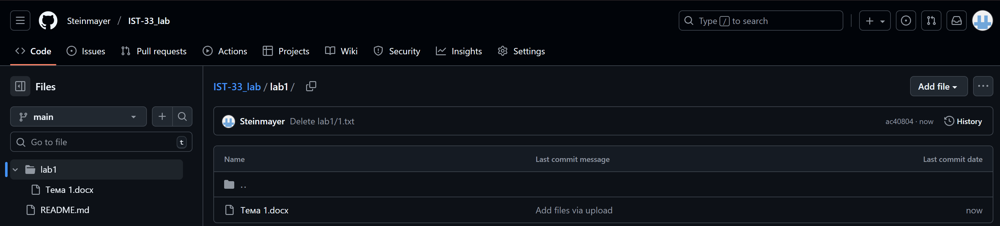 Steinmayer / IST-33_lab Type / to search
Code Issues Pull requests Actions Projects Wiki Security Insights Settings
Files
main
Go to file t
lab1
Тема 1.docx
README.md
IST-33_lab / lab1 /
Add file
Steinmayer Delete lab1/1.txt ac40804 · now History
Name Last commit message Last commit date
..
Тема 1.docx Add files via upload now